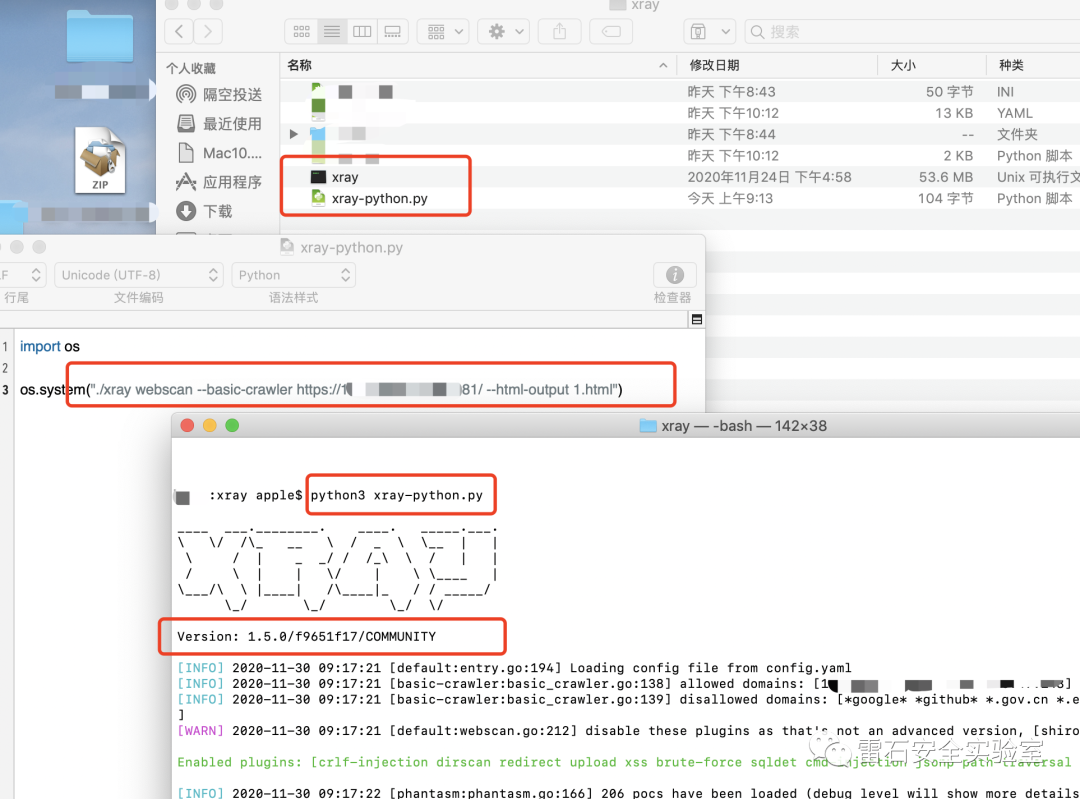 xray
搜索
个人收藏
名称
修改日期
大小
种类
隔空投送
昨天 下午8:43
50 字节
INI
昨天 下午10:12
13 KB
YAML
最近使用
昨天 下午8:44
--
文件夹
Mac10....
昨天 下午10:12
2 KB
Python 脚本
xray
2020年11月24日 下午4:58
53.6 MB
Unix 可执行文
应用程序
xray-python.py
今天 上午9:13
104 字节
Python 脚本
下载
ZIP
xray-python.py
Unicode (UTF-8)
Python
行尾
文件编码
语法样式
检查器
1 import os
2
3 os.system("./xray webscan --basic-crawler https://1 81/ --html-output 1.html")
xray — -bash — 142×38
:xray apple$ python3 xray-python.py
Version: 1.5.0/f9651f17/COMMUNITY
[INFO] 2020-11-30 09:17:21 [default:entry.go:194] Loading config file from config.yaml
[INFO] 2020-11-30 09:17:21 [basic-crawler:basic_crawler.go:138] allowed domains: [1 ]
[INFO] 2020-11-30 09:17:21 [basic-crawler:basic_crawler.go:139] disallowed domains: [*google* *github* *.gov.cn *.e
]
[WARN] 2020-11-30 09:17:21 [default:webscan.go:212] disable these plugins as that's not an advanced version, [shiro
雷石安全实验室
Enabled plugins: [crlf-injection dirscan redirect upload xss brute-force sqldet cmd-injection jsonp path-traversal
[INFO] 2020-11-30 09:17:22 [phantasm:phantasm.go:166] 206 pocs have been loaded (debug level will show more details